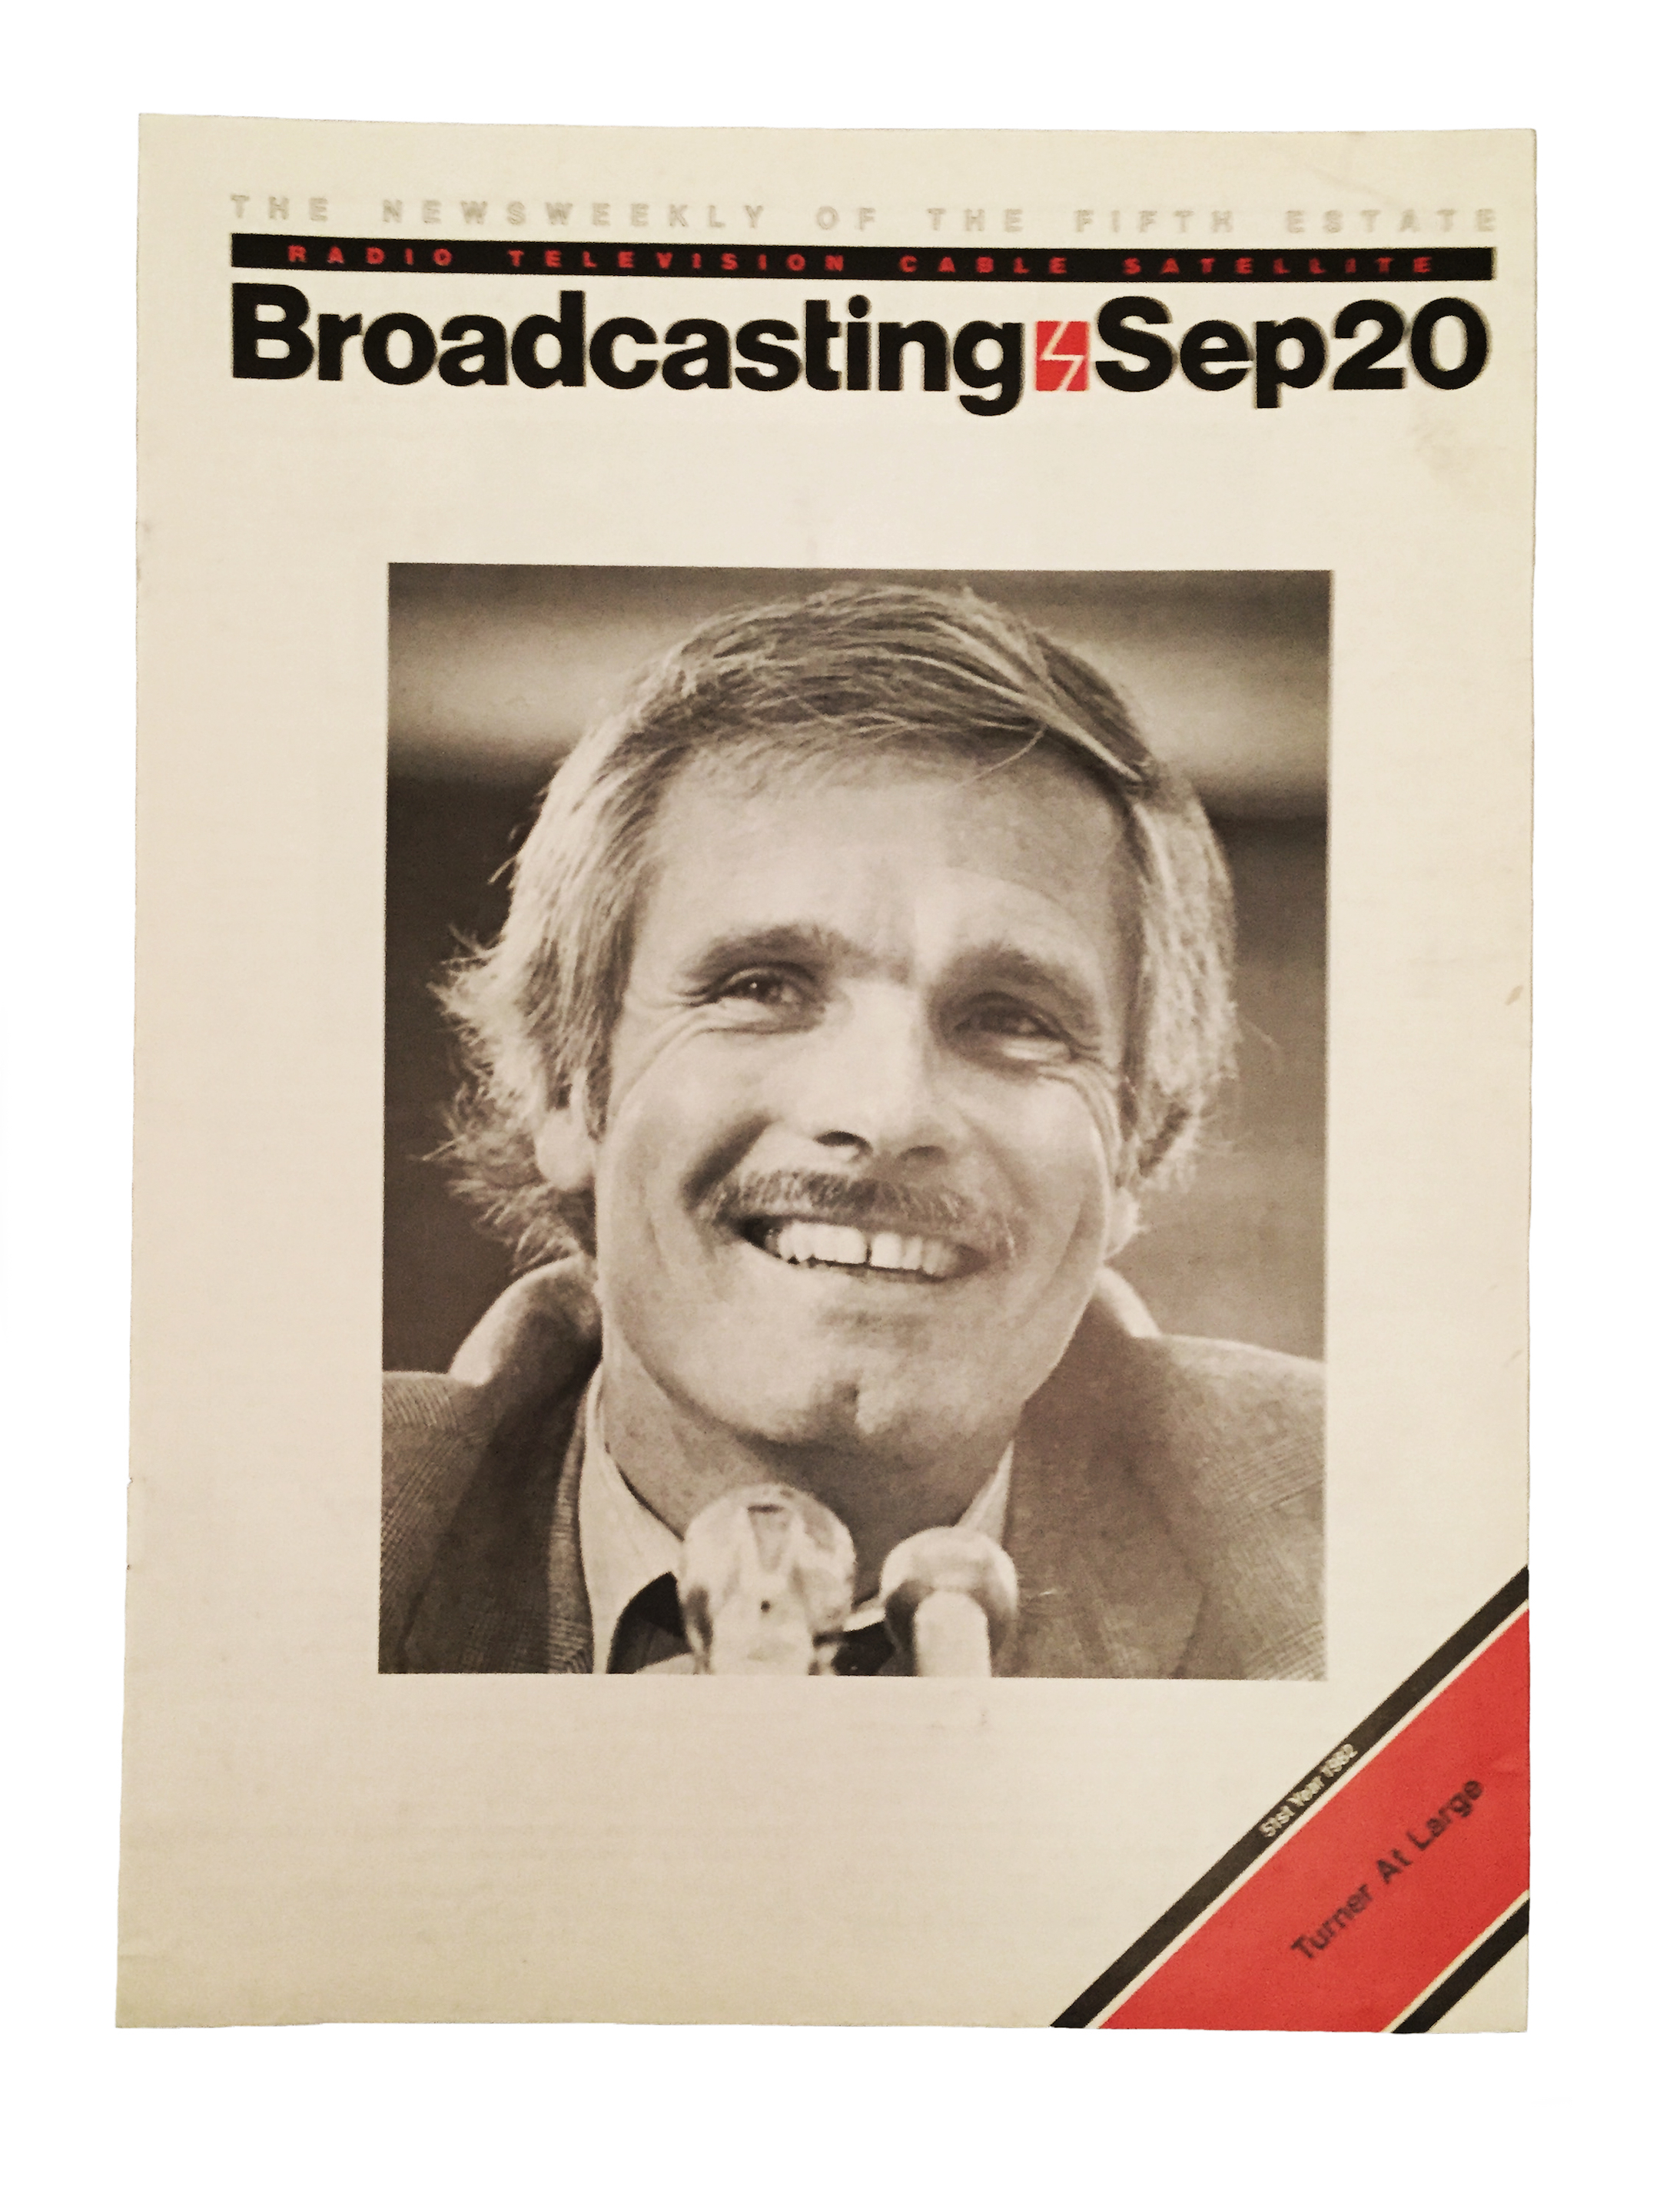 THE NEWSWEEKLY OF THE FIFTH ESTATE
RADIO TELEVISION CABLE SATELLITE
Broadcasting Sep20
51st Year 1982
Turner At Large